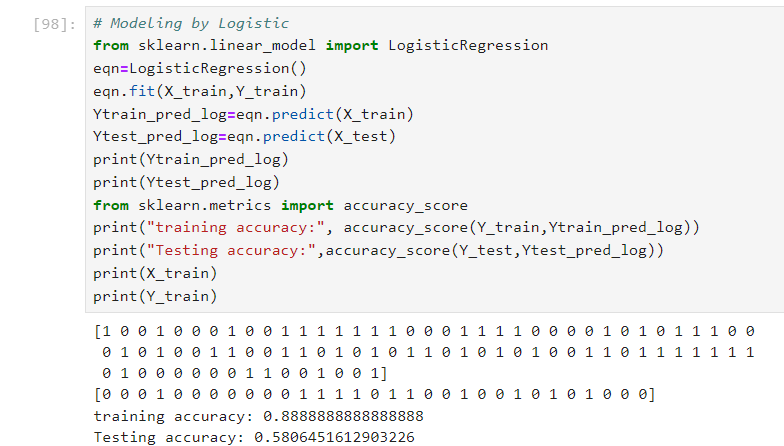 [98]: # Modeling by Logistic
from sklearn.linear_model import LogisticRegression
eqn=LogisticRegression()
eqn.fit(X_train,Y_train)
Ytrain_pred_log=eqn.predict(X_train)
Ytest_pred_log=eqn.predict(X_test)
print(Ytrain_pred_log)
print(Ytest_pred_log)
from sklearn.metrics import accuracy_score
print("training accuracy:", accuracy_score(Y_train,Ytrain_pred_log))
print("Testing accuracy:",accuracy_score(Y_test,Ytest_pred_log))
print(X_train)
print(Y_train)
[1 0 0 1 0 0 0 1 0 0 1 1 1 1 1 1 1 0 0 0 1 1 1 1 0 0 0 0 1 0 1 0 1 1 1 0 0
0 1 0 1 0 0 1 1 0 0 1 1 0 1 0 1 0 1 1 0 1 0 1 0 1 0 0 1 1 0 1 1 1 1 1 1 1
0 1 0 0 0 0 0 0 1 1 0 0 1 0 0 1]
[0 0 0 1 0 0 0 0 0 0 0 1 1 1 1 0 1 1 0 0 1 0 0 1 0 1 0 1 0 0 0]
training accuracy: 0.8888888888888888
Testing accuracy: 0.5806451612903226